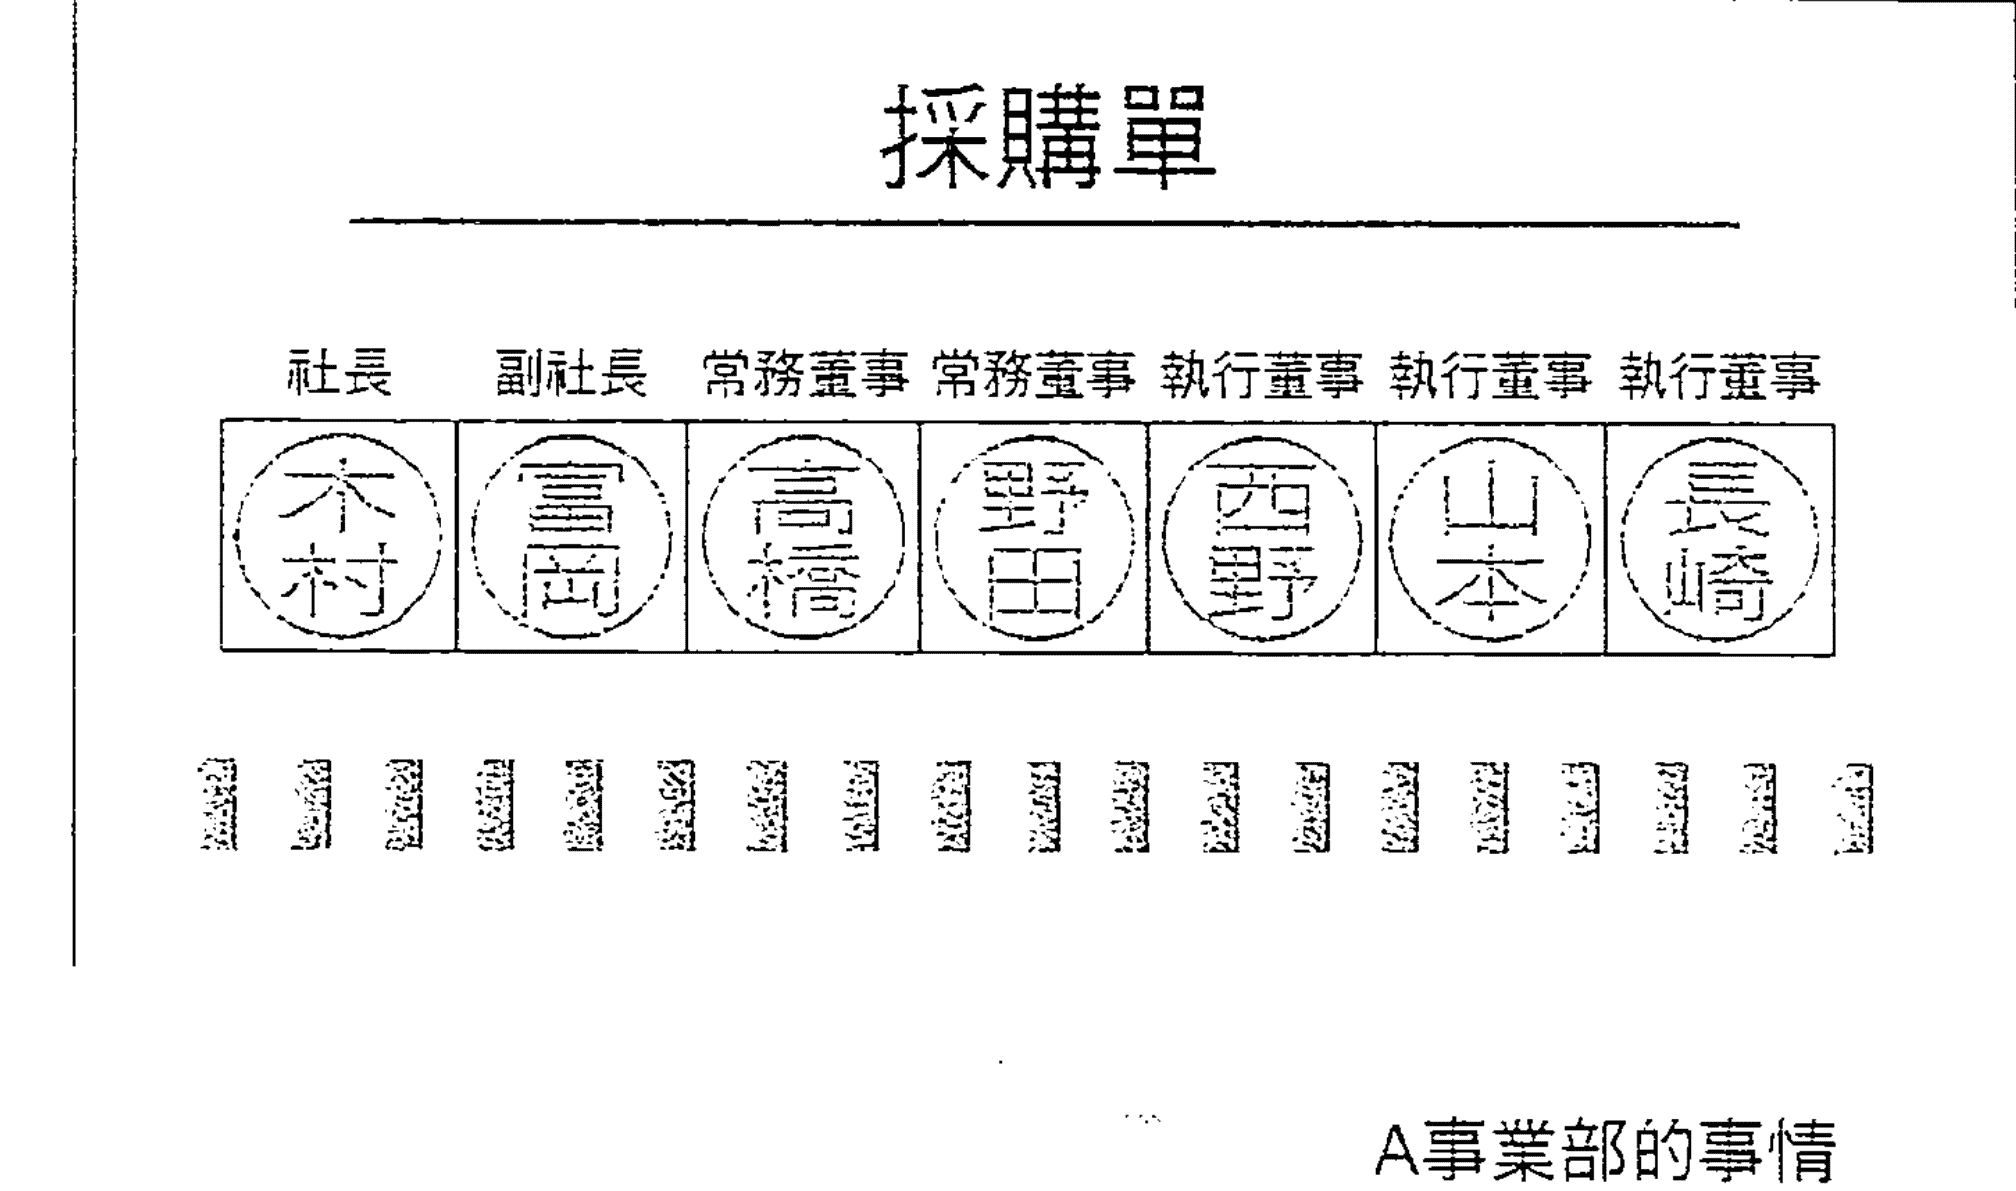 採購單
社長 副社長 常務董事 常務董事 執行董事 執行董事 執行董事
木村 富岡 高橋 野田 西野 山本 長崎
A事業部的事情